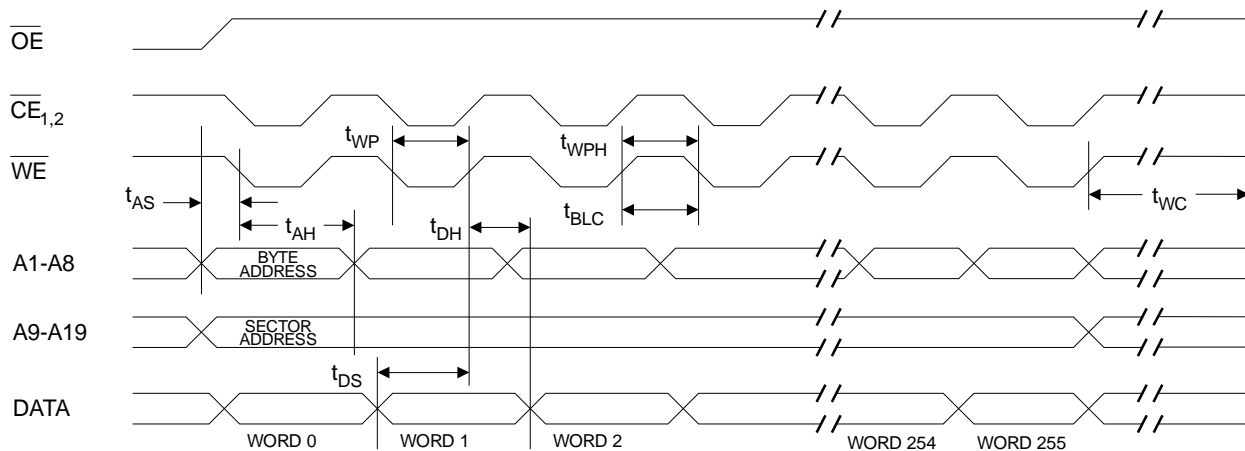 OE
CE1,2
tWP
tWPH
WE
tAS
tWC
tAH
tDH
tBLC
A1-A8
BYTE
ADDRESS
A9-A19
SECTOR
ADDRESS
tDS
DATA
WORD 0
WORD 1
WORD 2
WORD 254
WORD 255